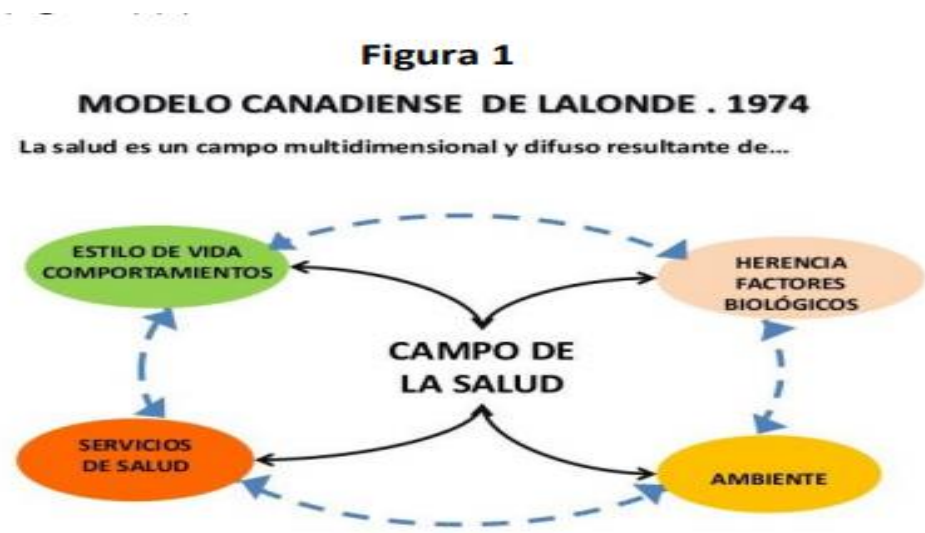 Figura 1
MODELO CANADIENSE DE LALONDE . 1974
La salud es un campo multidimensional y difuso resultante de...
ESTILO DE VIDA
COMPORTAMIENTOS
HERENCIA
FACTORES
BIOLÓGICOS
CAMPO DE
LA SALUD
SERVICIOS
DE SALUD
AMBIENTE